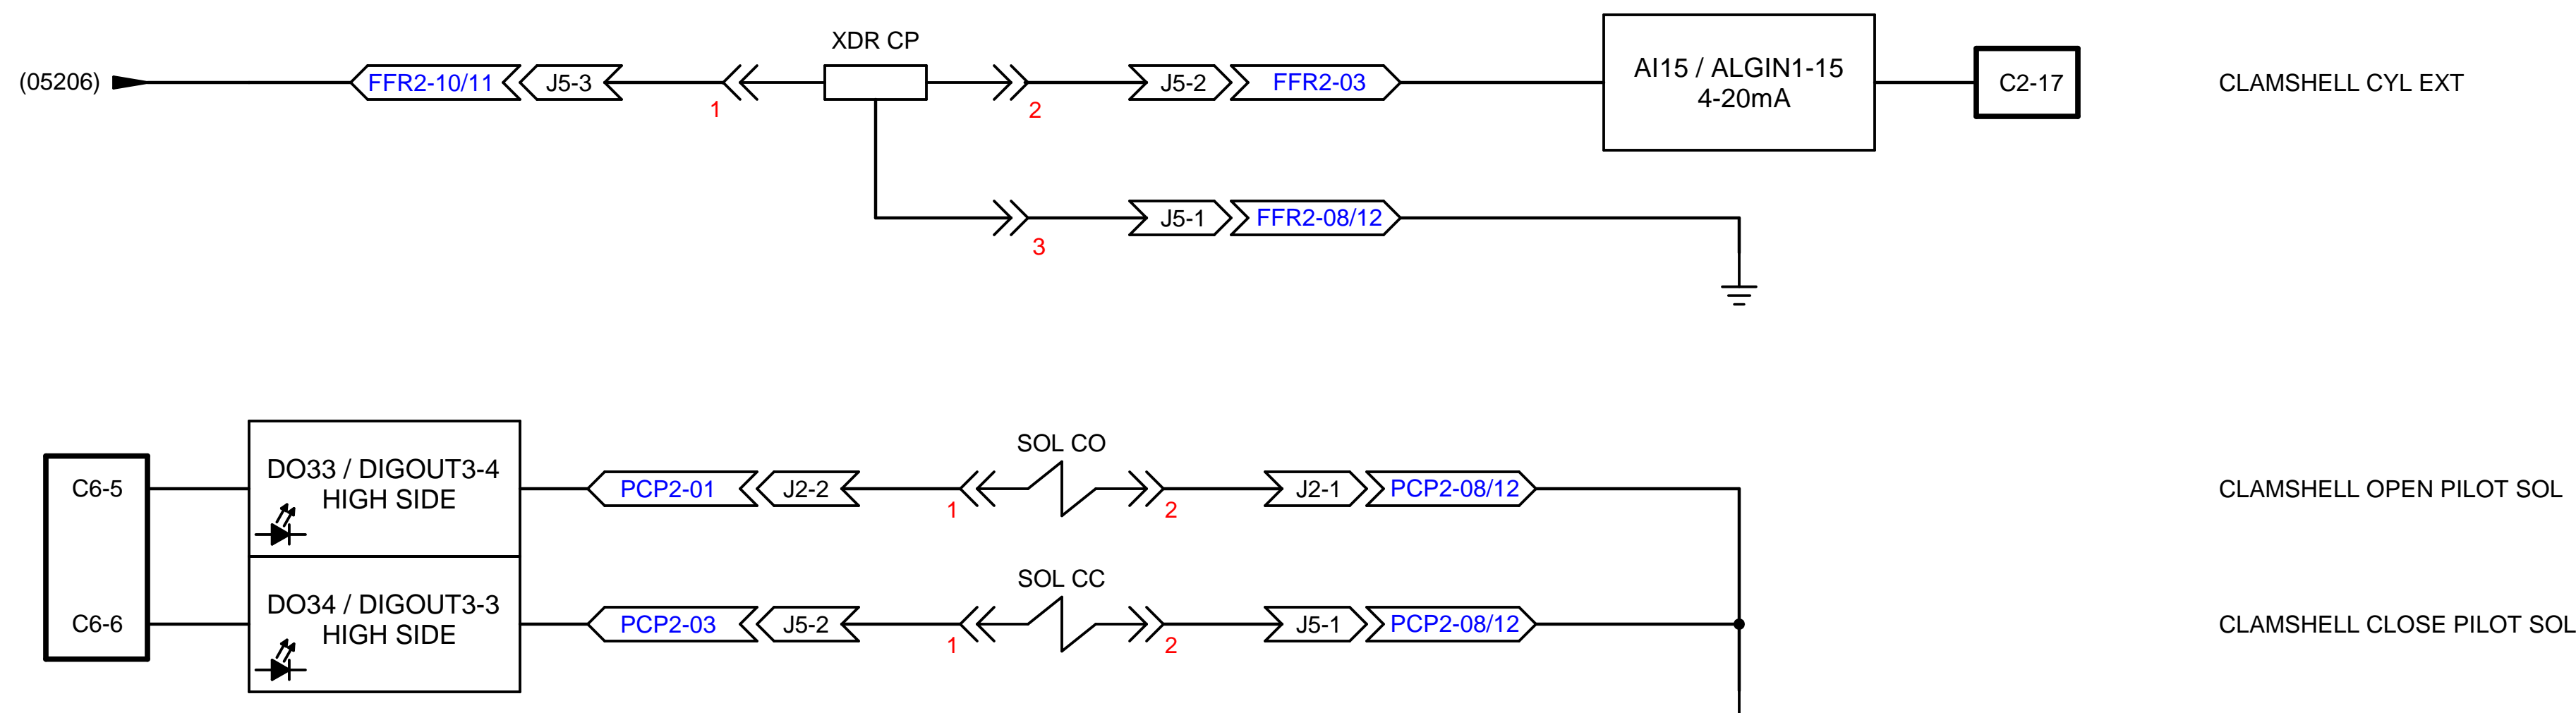 XDR CP
(05206)
FFR2-10/11
J5-3
1
2
J5-2
FFR2-03
AI15 / ALGIN1-15
4-20mA
C2-17
CLAMSHELL CYL EXT
3
J5-1
FFR2-08/12
C6-5
DO33 / DIGOUT3-4
HIGH SIDE
PCP2-01
J2-2
1
SOL CO
2
J2-1
PCP2-08/12
CLAMSHELL OPEN PILOT SOL
C6-6
DO34 / DIGOUT3-3
HIGH SIDE
PCP2-03
J5-2
1
SOL CC
2
J5-1
PCP2-08/12
CLAMSHELL CLOSE PILOT SOL